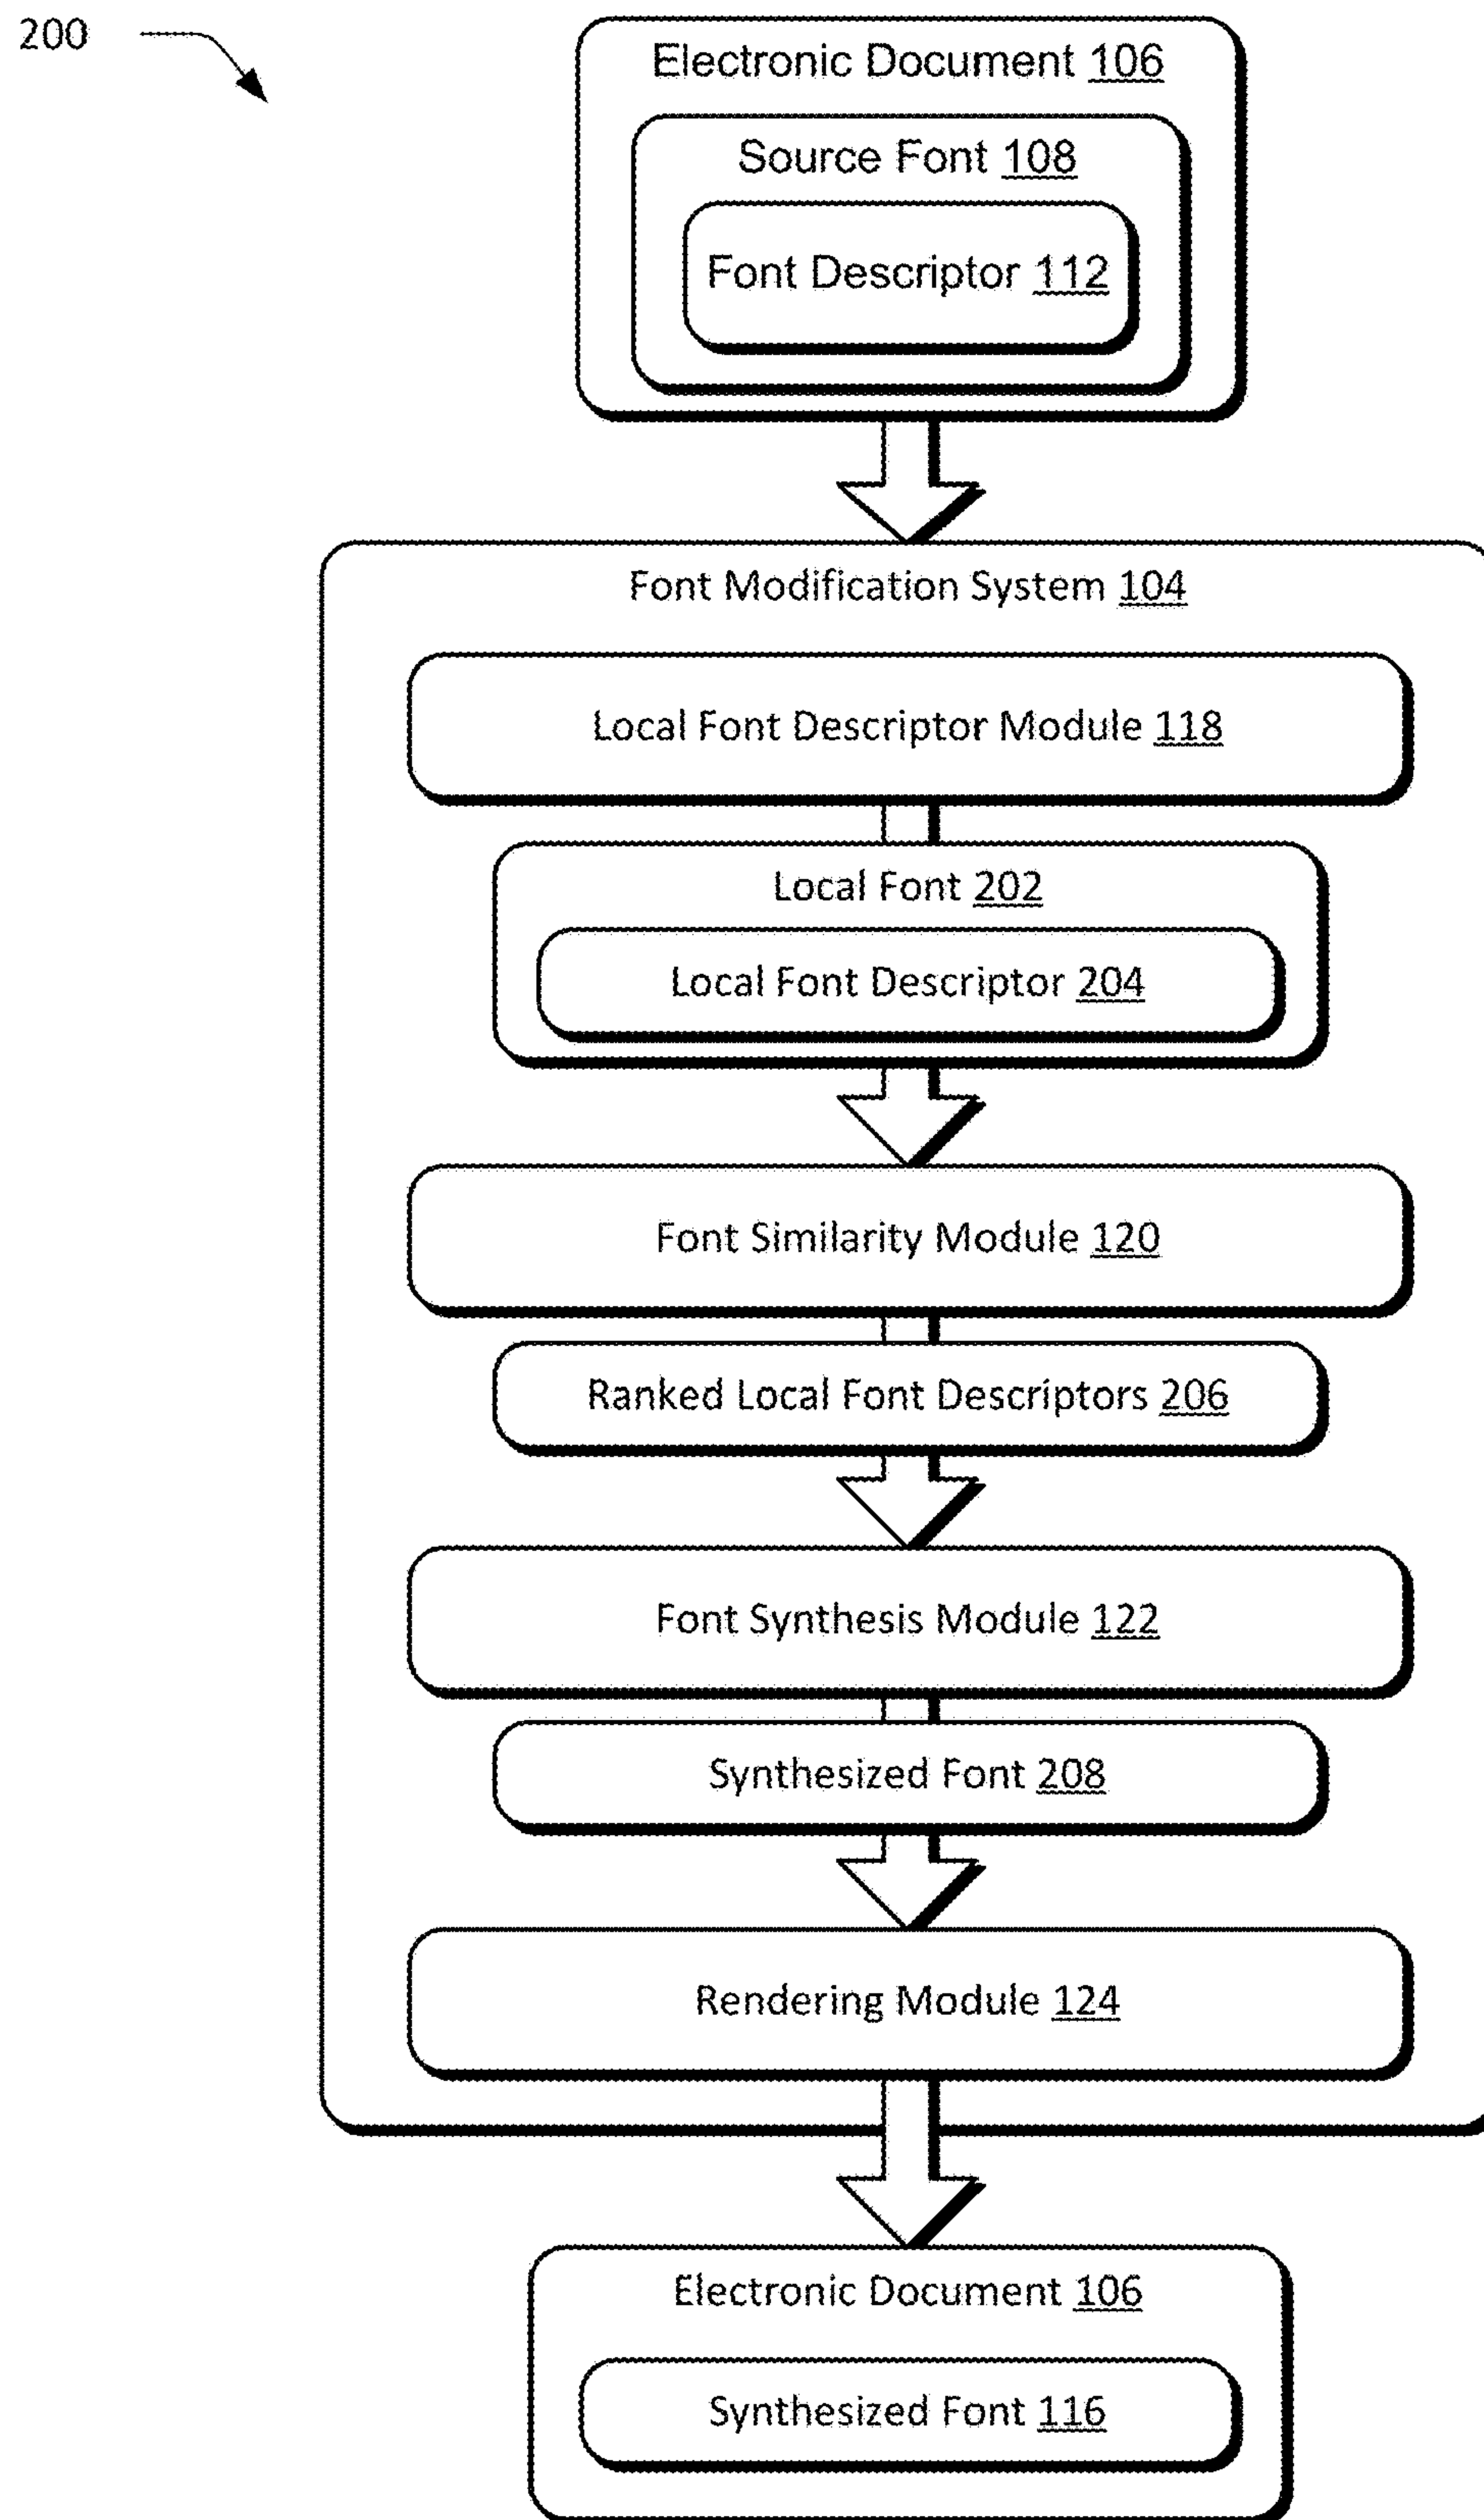 200
Electronic Document 106
Source Font 108
Font Descriptor 112
Font Modification System 104
Local Font Descriptor Module 118
Local Font 202
Local Font Descriptor 204
Font Similarity Module 120
Ranked Local Font Descriptors 206
Font Synthesis Module 122
Synthesized Font 208
Rendering Module 124
Electronic Document 106
Synthesized Font 116